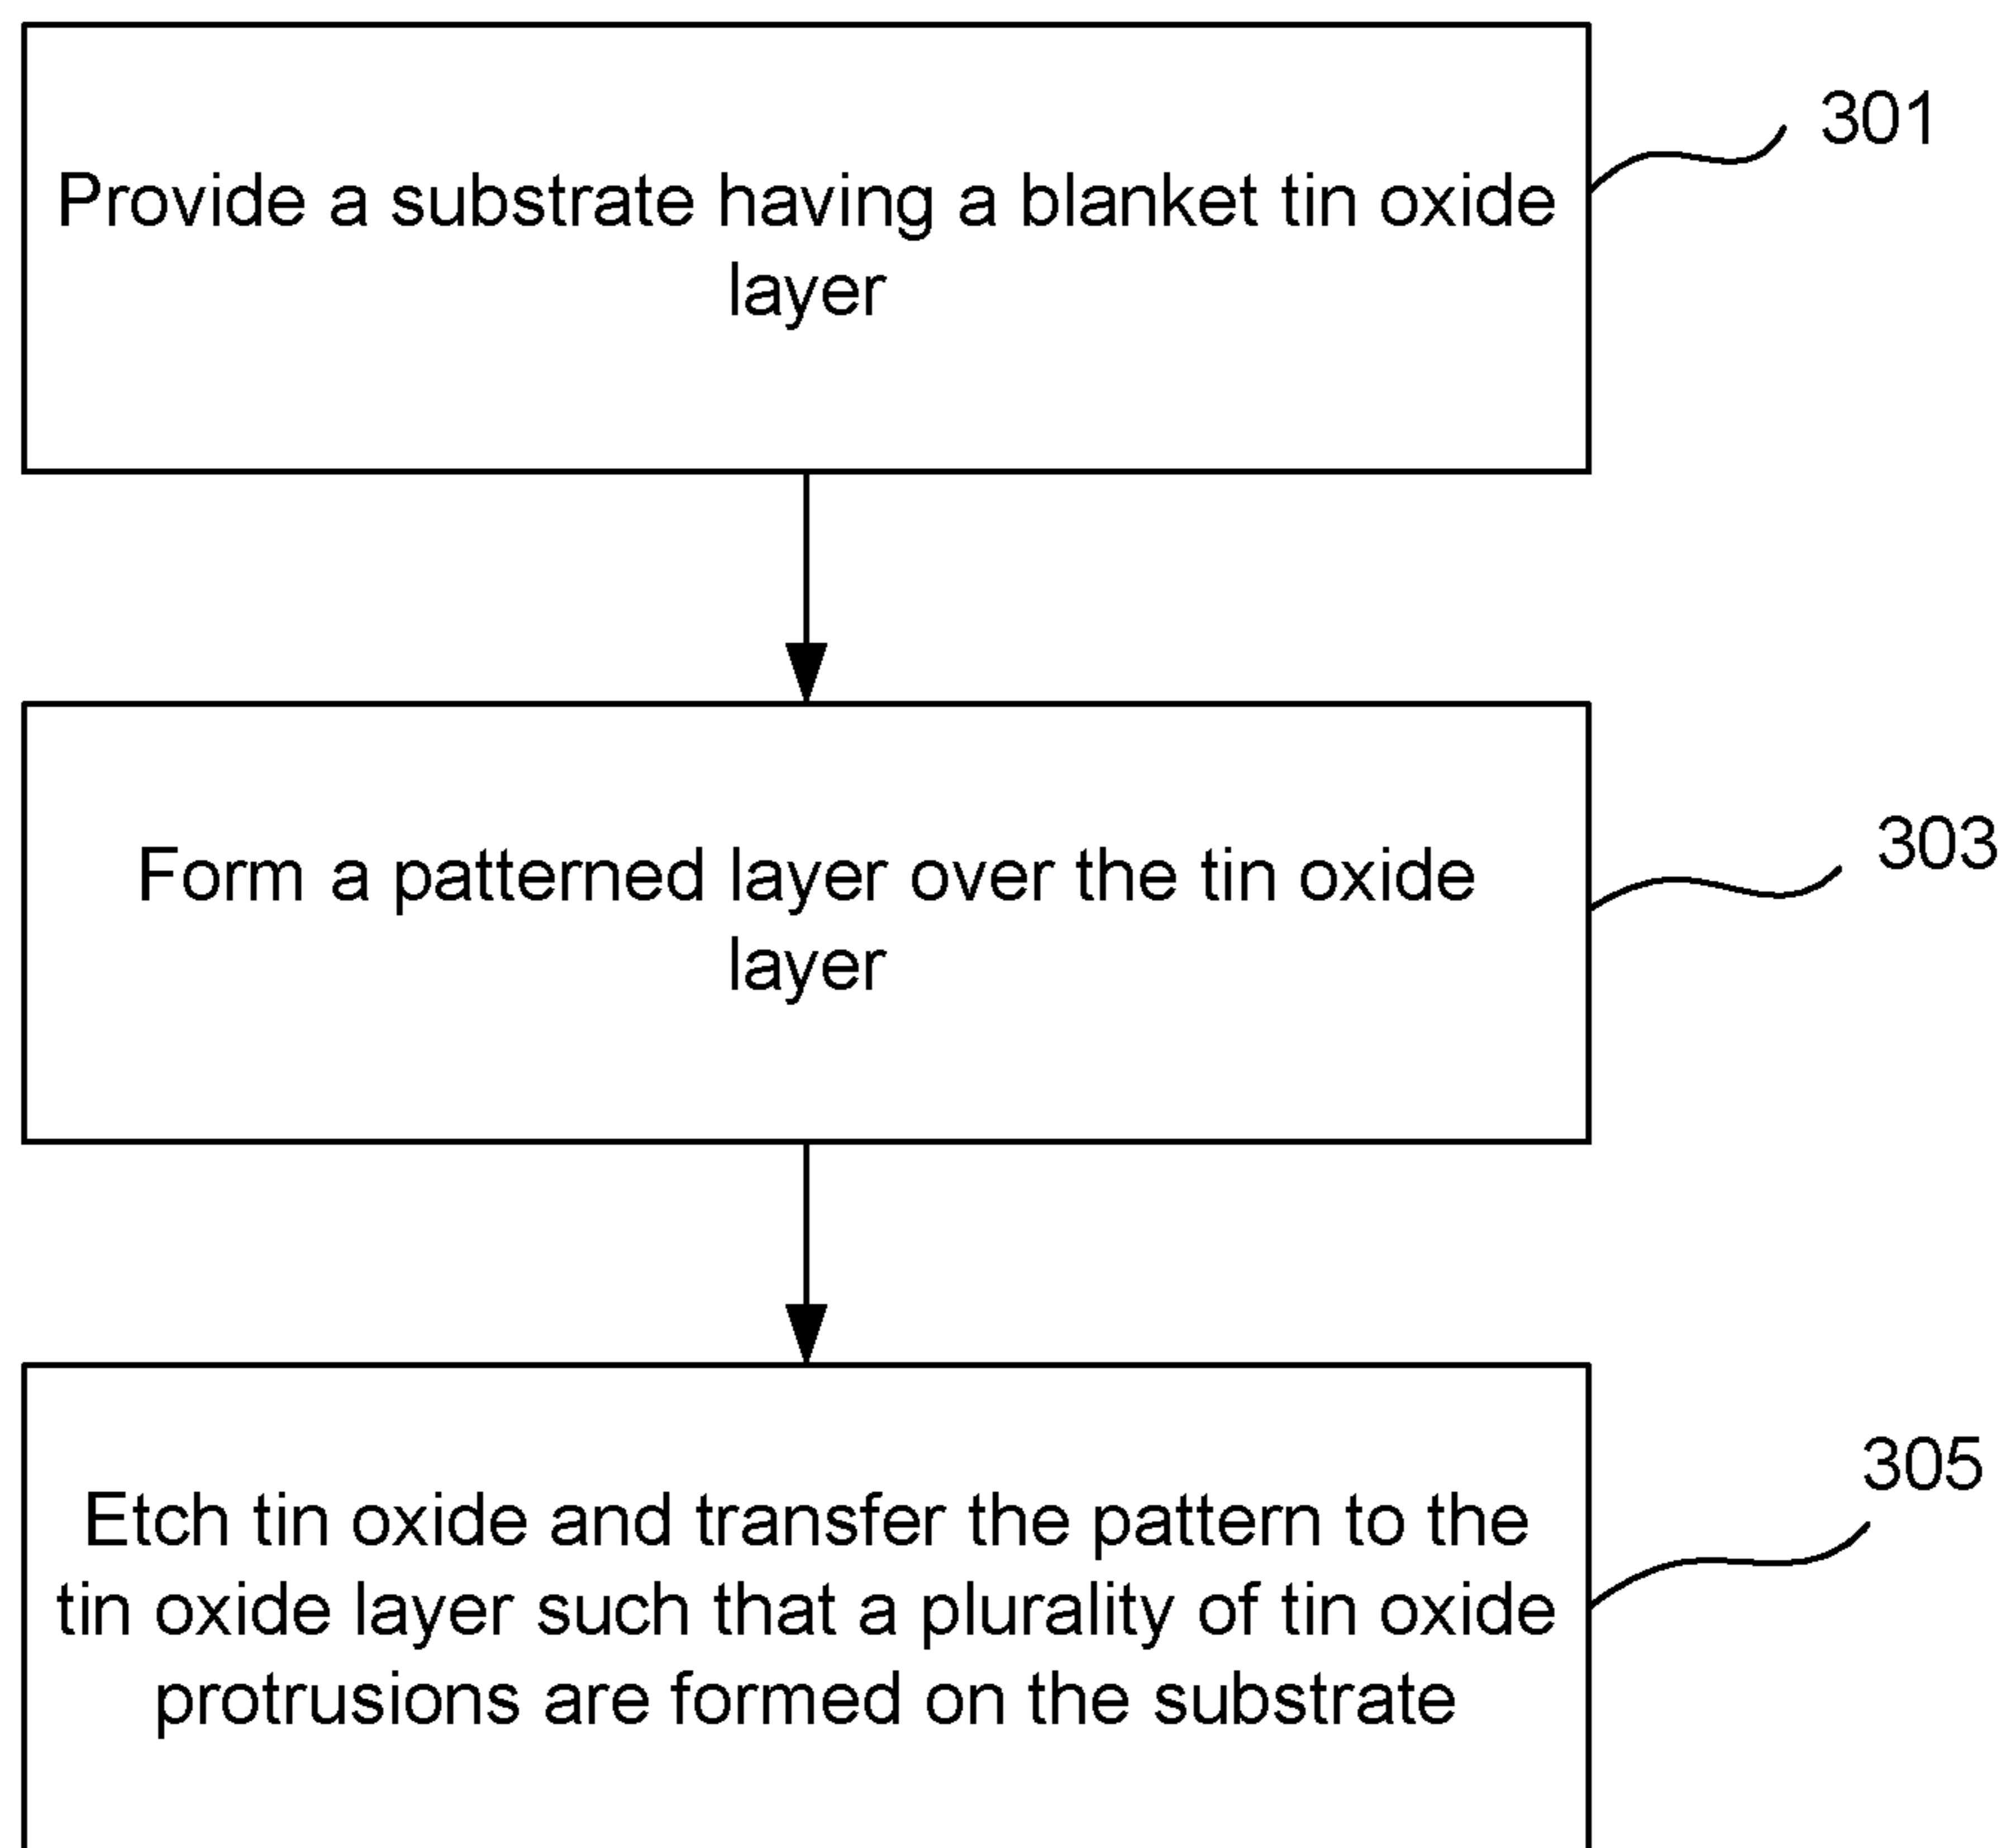 301
Provide a substrate having a blanket tin oxide
layer
303
Form a patterned layer over the tin oxide
layer
305
Etch tin oxide and transfer the pattern to the
tin oxide layer such that a plurality of tin oxide
protrusions are formed on the substrate